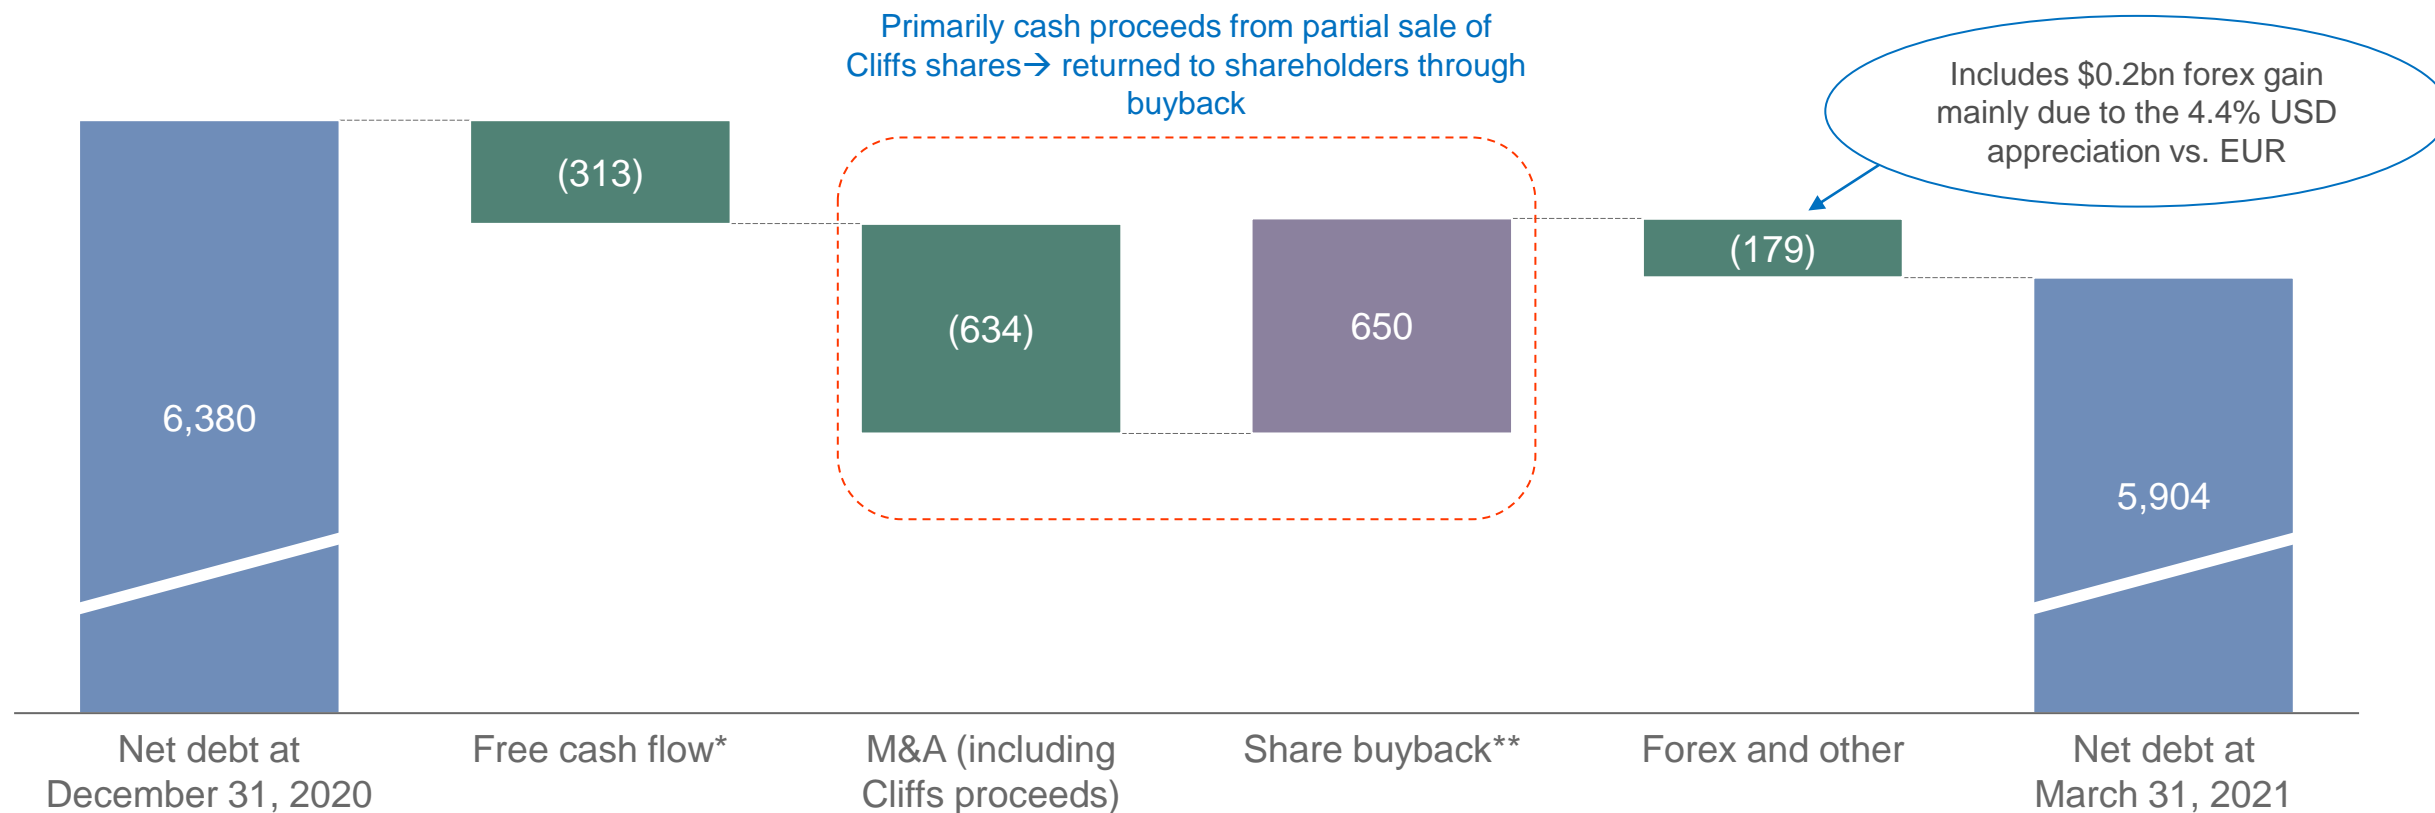 Primarily cash proceeds from partial sale of
Cliffs shares→ returned to shareholders through
buyback
Includes $0.2bn forex gain
mainly due to the 4.4% USD
appreciation vs. EUR
6,380
(313)
(634)
650
(179)
5,904
Net debt at
December 31, 2020
Free cash flow*
M&A (including
Cliffs proceeds)
Share buyback**
Forex and other
Net debt at
March 31, 2021